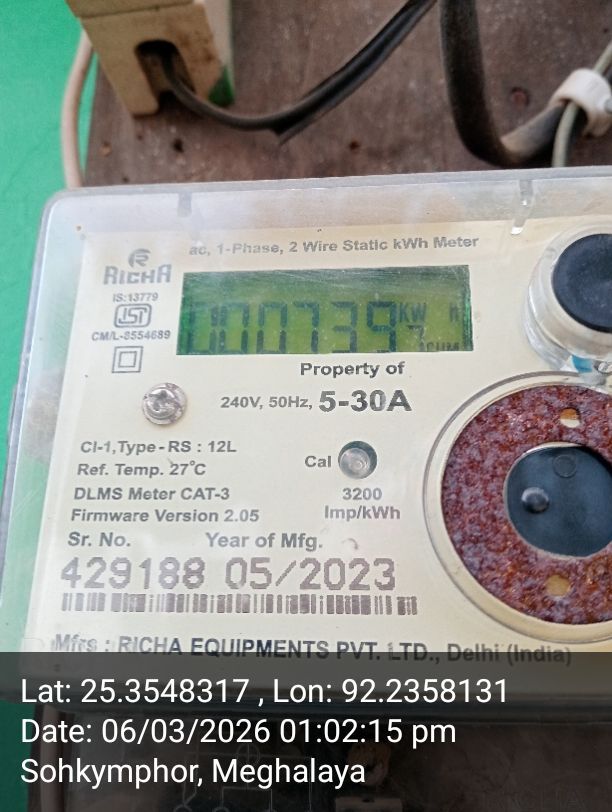 ac, 1-Phase, 2 Wire Static kWh Meter
RICHA
IS:13779
ISI
CM/L-8554689
000739 KW h
Property of
240V, 50Hz, 5-30A
Cl-1,Type-RS : 12L
Ref. Temp. 27°C
Cal
DLMS Meter CAT-3
3200
Firmware Version 2.05
Imp/kWh
Sr. No. Year of Mfg.
429188 05/2023
Mfrs : RICHA EQUIPMENTS PVT. LTD., Delhi (India)
Lat: 25.3548317 , Lon: 92.2358131
Date: 06/03/2026 01:02:15 pm
Sohkymphor, Meghalaya